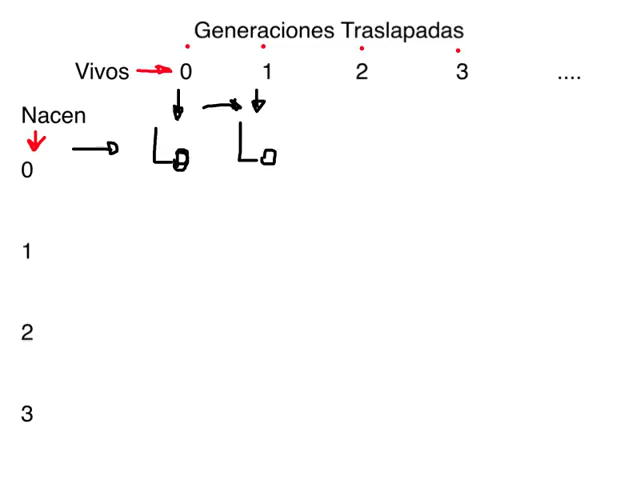 Generaciones Traslapadas
Vivos 0 1 2 3 ....
Nacen
0 L0 L0
1
2
3